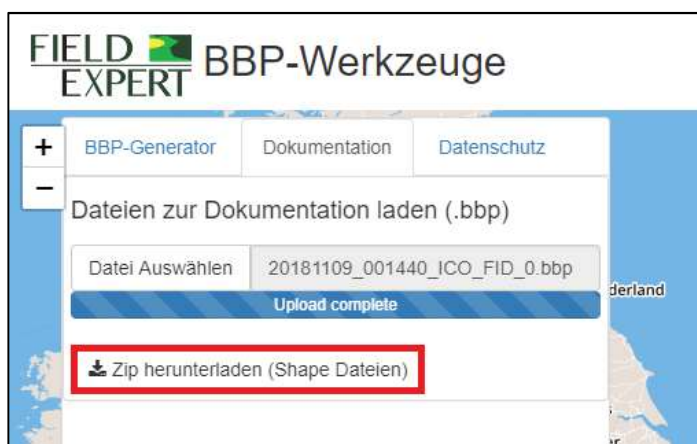 FIELD EXPERT
BBP-Werkzeuge
+
−
BBP-Generator Dokumentation Datenschutz
Dateien zur Dokumentation laden (.bbp)
Datei Auswählen 20181109_001440_ICO_FID_0.bbp
Upload complete
derland
Zip herunterladen (Shape Dateien)